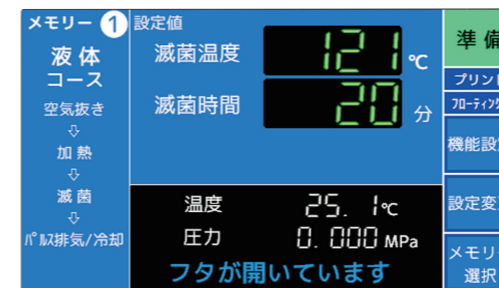 メモリー 1
液体
コース
空気抜き
⇩
加熱
⇩
滅菌
⇩
パルス排気/冷却
設定値
滅菌温度 121 ℃
滅菌時間 20 分
温度 25.1℃
圧力 0.000 MPa
フタが開いています
準備
プリント
フローティング
機能設定
設定変
メモリー
選択